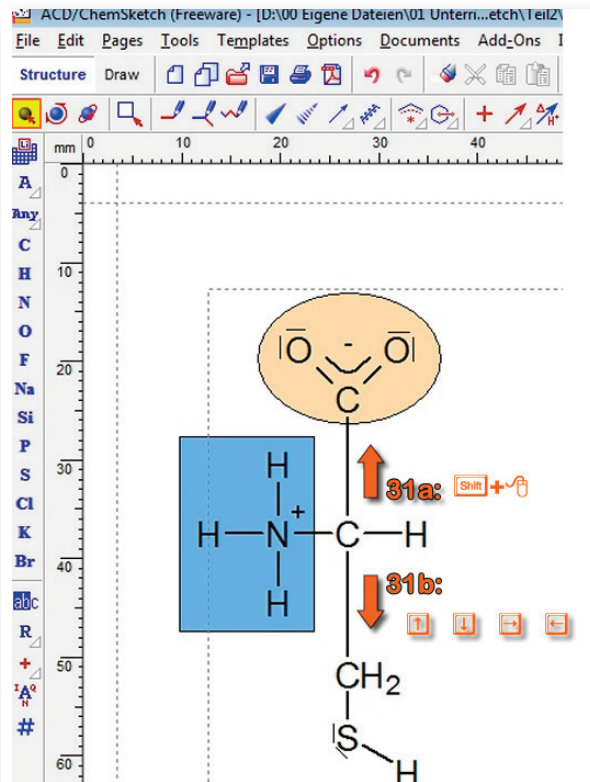 ACD/ChemSketch (Freeware) - [D:\00 Eigene Dateien\01 Unterri...etch\Teil2\
File Edit Pages Tools Templates Options Documents Add-Ons
Structure Draw
mm 0 10 20 30 40
0
A
Any
C
H
10
N
O
F
20
Na
Si
P
30
S
Cl
K
Br
40
abc
R
50
#
60
|O - O|
C
H
31a: Shift +
+
H N C H
31b:
H
↑ ↓ → ←
CH2
S
H